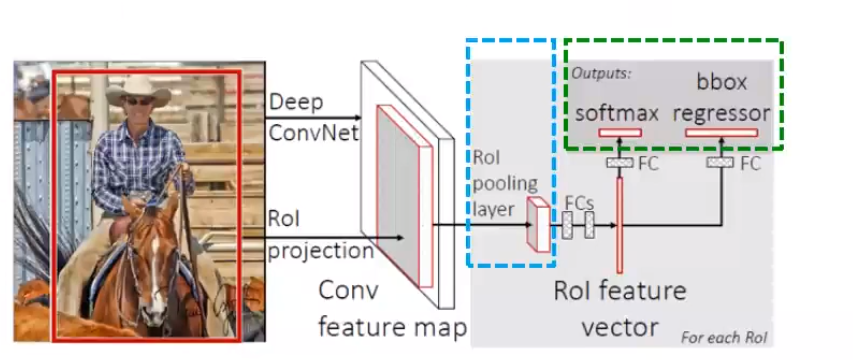 Deep
ConvNet
RoI
projection
Conv
feature map
RoI
pooling
layer
FCs
Outputs:
softmax
bbox
regressor
FC
FC
RoI feature
vector
For each RoI